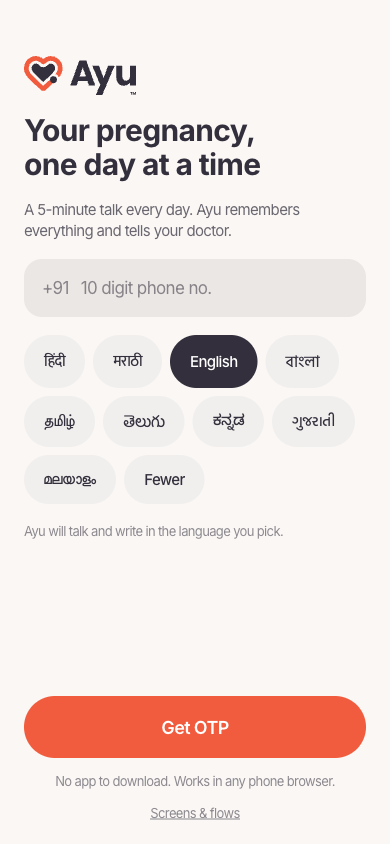 Ayu™
Your pregnancy,
one day at a time
A 5-minute talk every day. Ayu remembers
everything and tells your doctor.
+91 10 digit phone no.
हिंदी मराठी English বাংলা
தமிழ் తెలుగు ಕನ್ನಡ ગુજરાતી
മലയാളം Fewer
Ayu will talk and write in the language you pick.
Get OTP
No app to download. Works in any phone browser.
Screens & flows